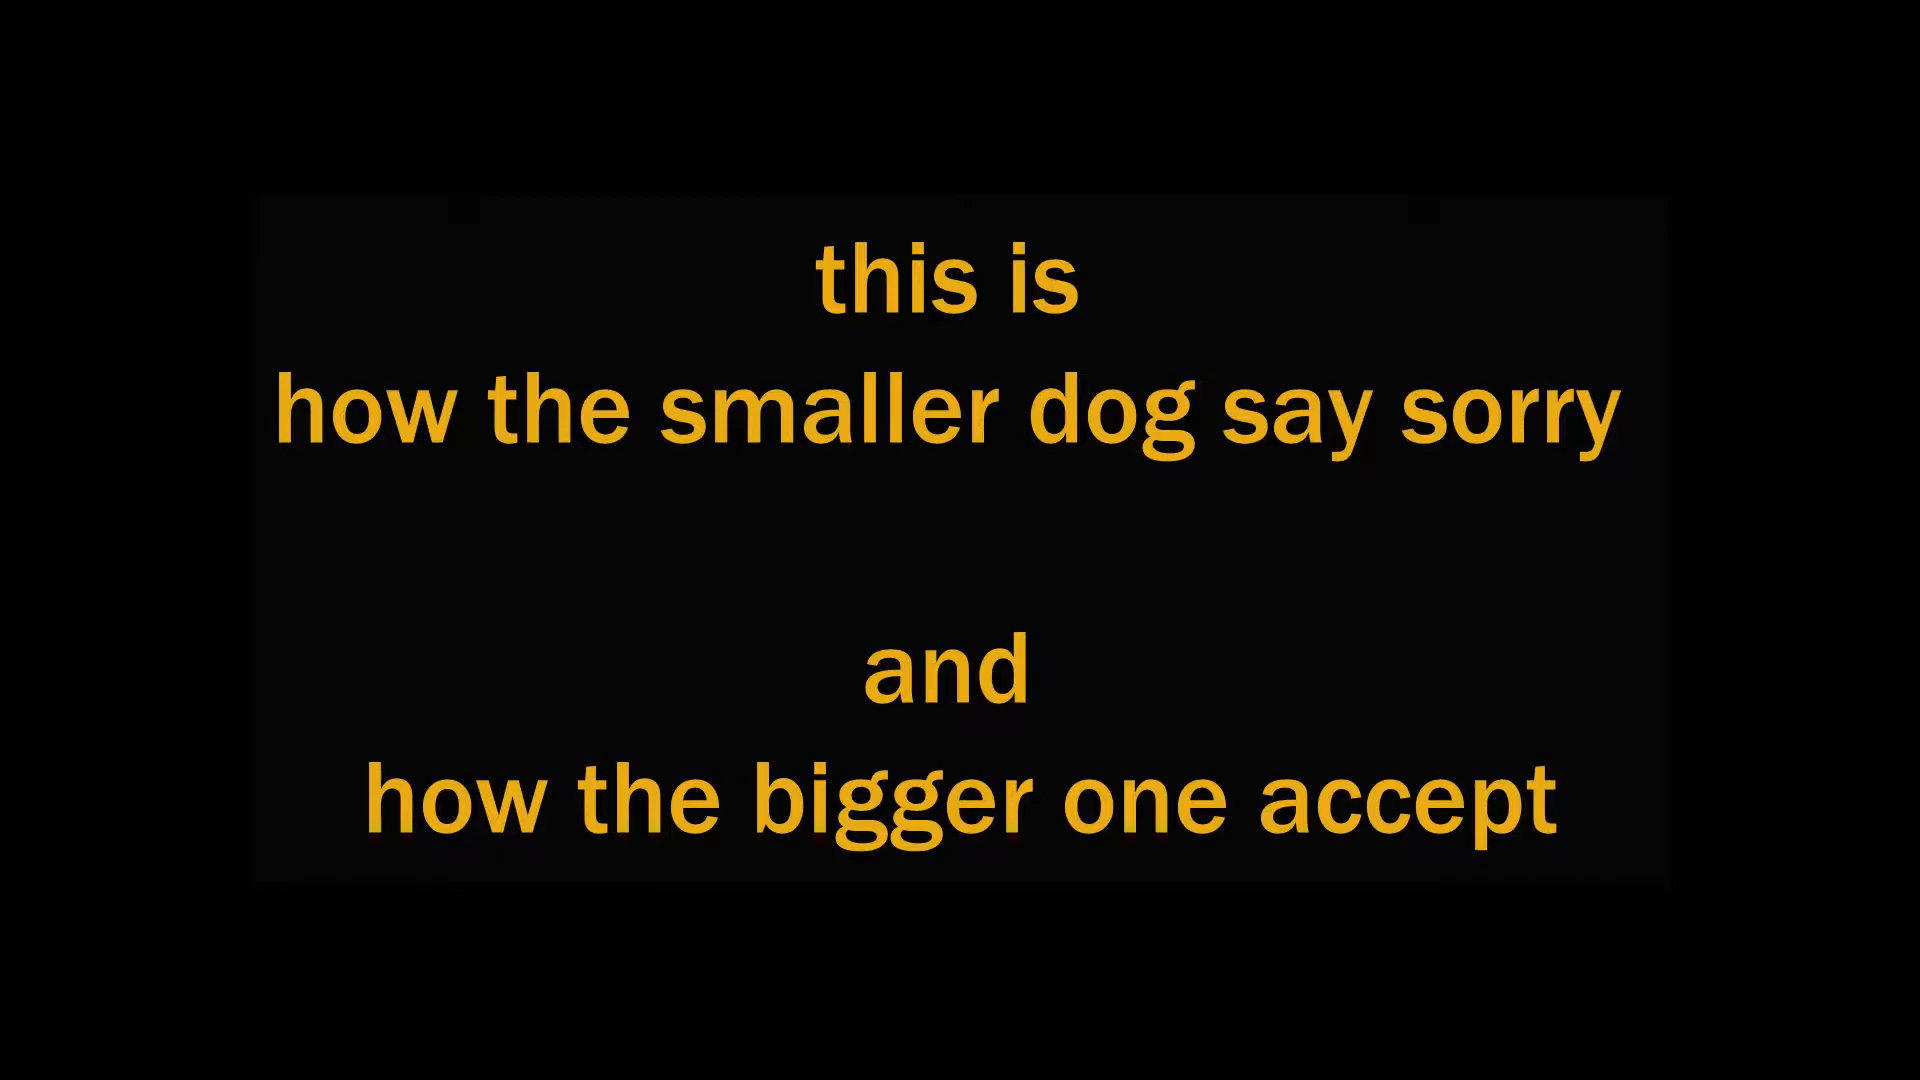 this is
how the smaller dog say sorry
and
how the bigger one accept